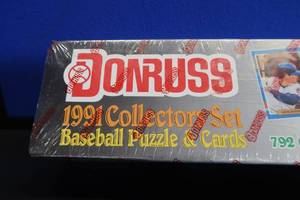 DONRUSS
1991 Collectors Set
Baseball Puzzle & Cards
792